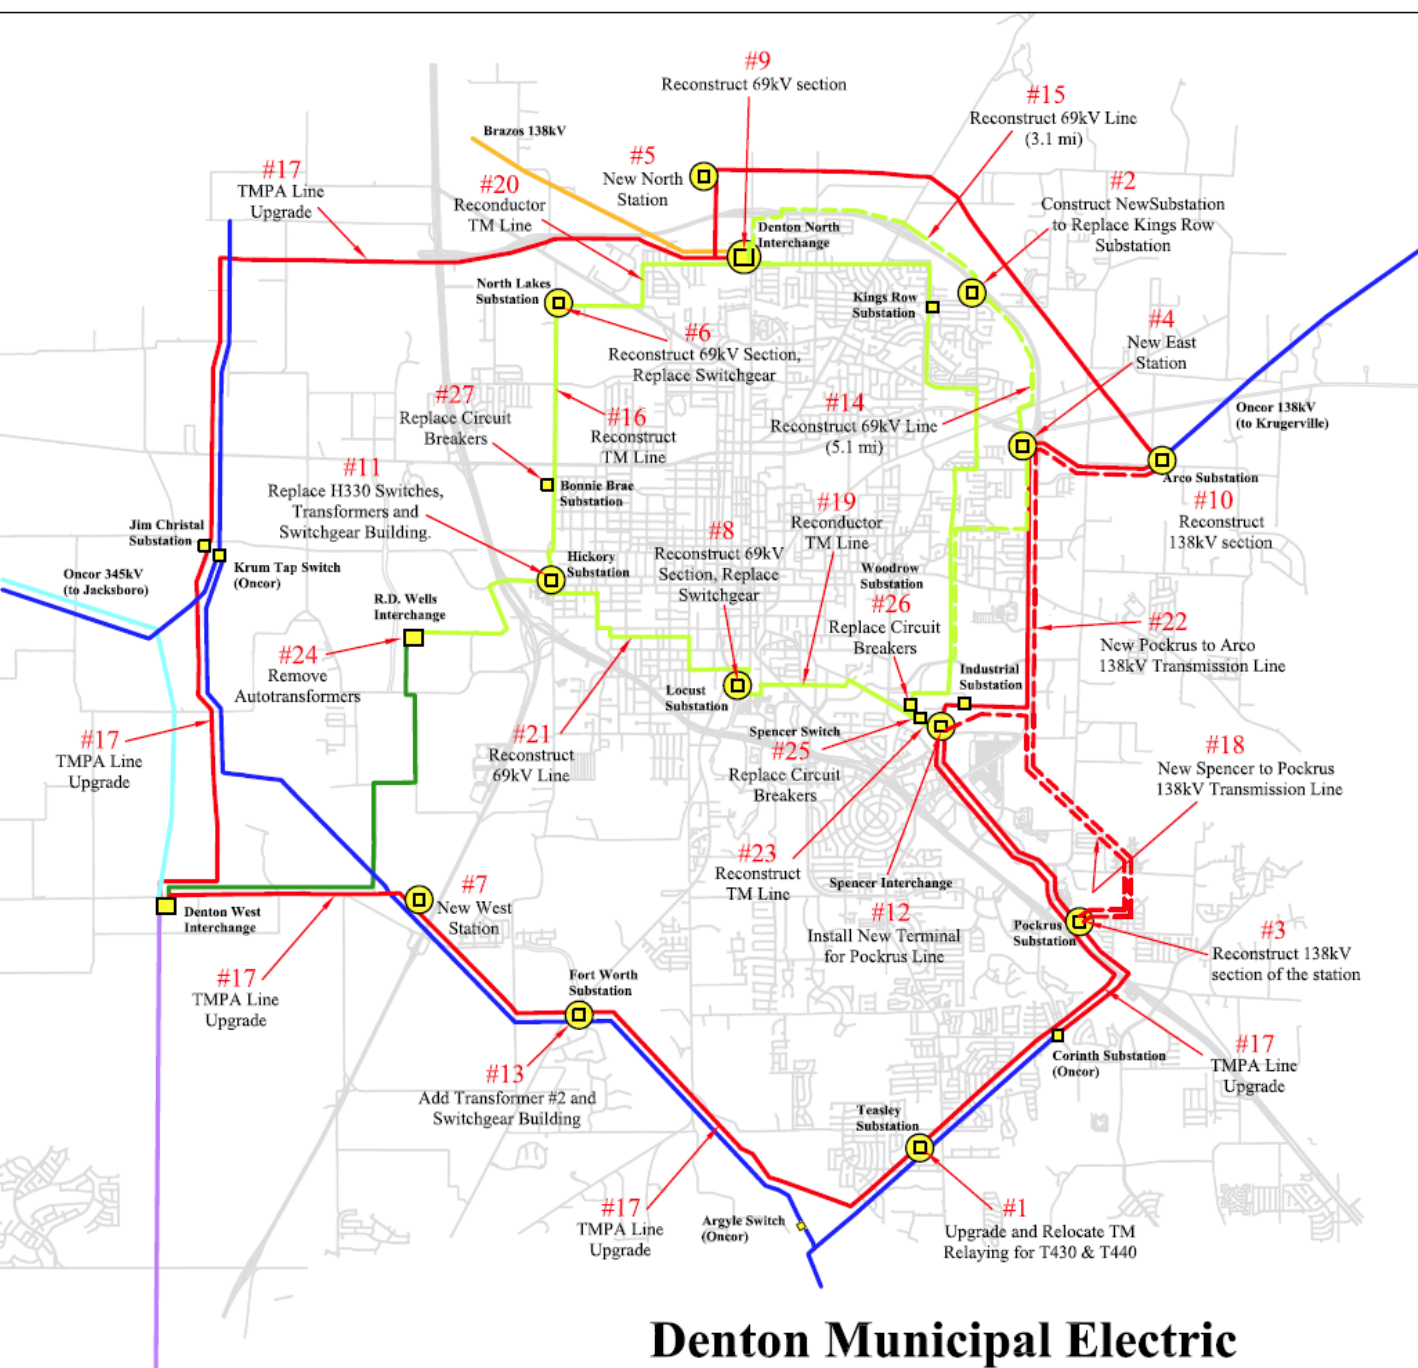 #9
Reconstruct 69kV section
#15
Reconstruct 69kV Line
(3.1 mi)
Brazos 138kV
#5
New North
Station
#17
TMPA Line
Upgrade
#20
Reconductor
TM Line
#2
Construct NewSubstation
to Replace Kings Row
Substation
Denton North
Interchange
North Lakes
Substation
Kings Row
Substation
#6
Reconstruct 69kV Section,
Replace Switchgear
#4
New East
Station
#27
Replace Circuit
Breakers
#16
Reconstruct
TM Line
#14
Reconstruct 69kV Line
(5.1 mi)
Oncor 138kV
(to Krugerville)
#11
Replace H330 Switches,
Transformers and
Switchgear Building.
Bonnie Brae
Substation
Arco Substation
#10
Reconstruct
138kV section
#19
Reconductor
TM Line
#8
Reconstruct 69kV
Section, Replace
Switchgear
Jim Christal
Substation
Krum Tap Switch
(Oncor)
Oncor 345kV
(to Jacksboro)
Hickory
Substation
Woodrow
Substation
#26
Replace Circuit
Breakers
R.D. Wells
Interchange
#22
New Pockrus to Arco
138kV Transmission Line
#24
Remove
Autotransformers
Industrial
Substation
Locust
Substation
Spencer Switch
#25
Replace Circuit
Breakers
#17
TMPA Line
Upgrade
#21
Reconstruct
69kV Line
#18
New Spencer to Pockrus
138kV Transmission Line
#23
Reconstruct
TM Line
Spencer Interchange
#12
Install New Terminal
for Pockrus Line
#7
New West
Station
Denton West
Interchange
Pockrus
Substation
#3
Reconstruct 138kV
section of the station
#17
TMPA Line
Upgrade
Fort Worth
Substation
#13
Add Transformer #2 and
Switchgear Building
Corinth Substation
(Oncor)
#17
TMPA Line
Upgrade
Teasley
Substation
#17
TMPA Line
Upgrade
Argyle Switch
(Oncor)
#1
Upgrade and Relocate TM
Relaying for T430 & T440
Denton Municipal Electric